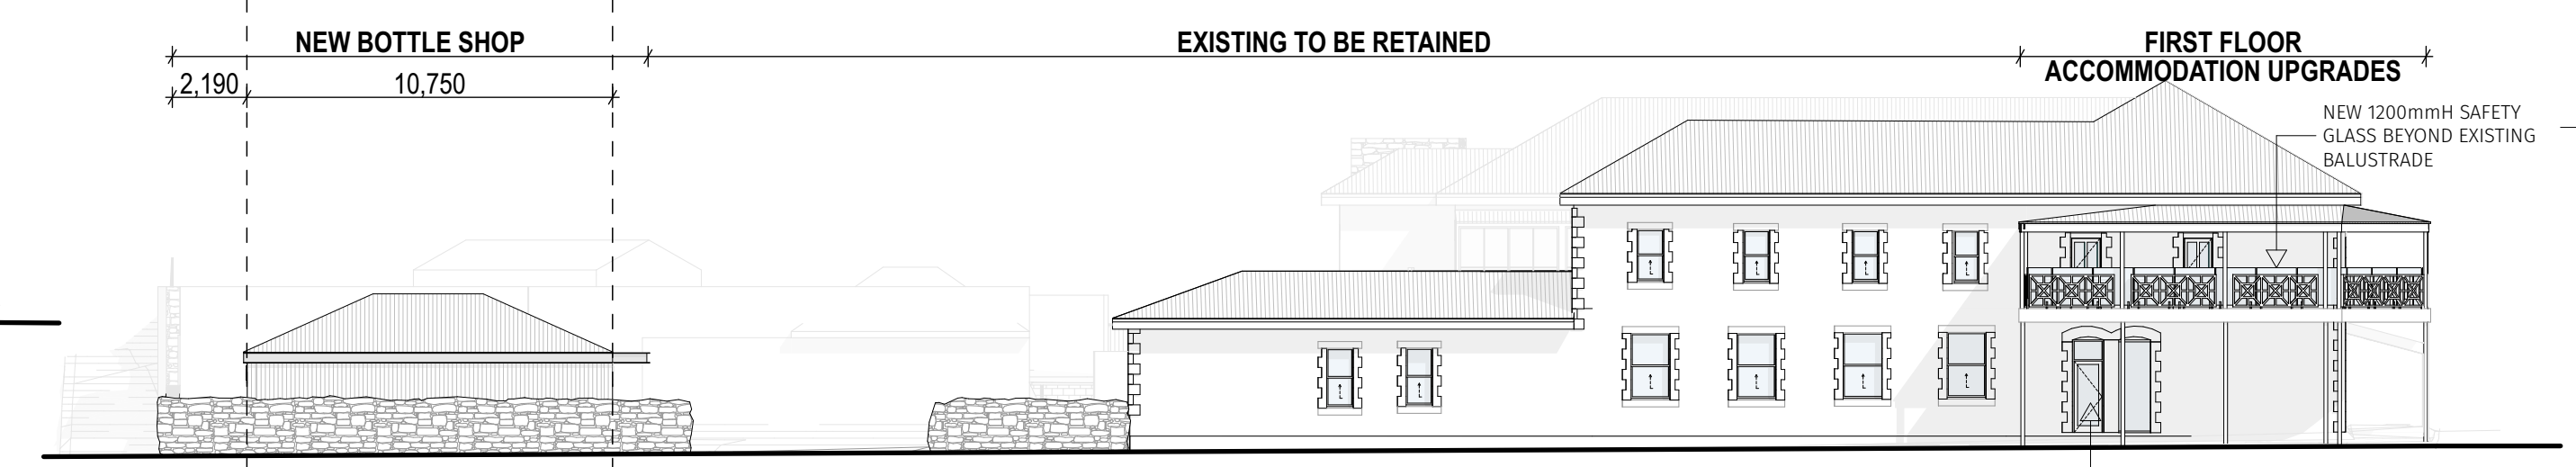 NEW BOTTLE SHOP
EXISTING TO BE RETAINED
FIRST FLOOR
ACCOMMODATION UPGRADES
2,190
10,750
NEW 1200mmH SAFETY
GLASS BEYOND EXISTING
BALUSTRADE